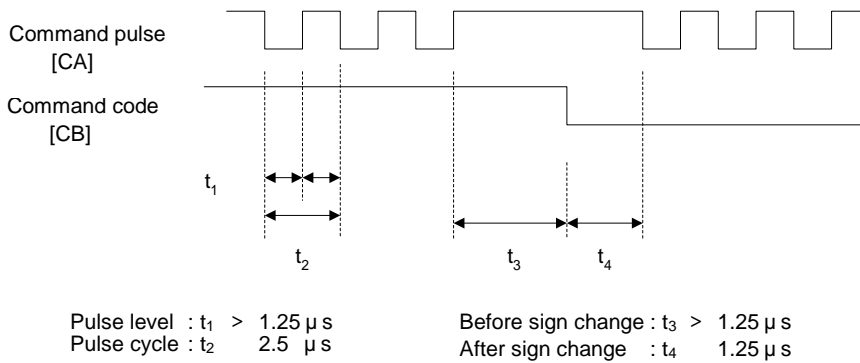 Command pulse
[CA]
Command code
[CB]
t1
t2
t3
t4
Pulse level : t1 > 1.25 μ s
Pulse cycle : t2 2.5 μ s
Before sign change : t3 > 1.25 μ s
After sign change : t4 1.25 μ s